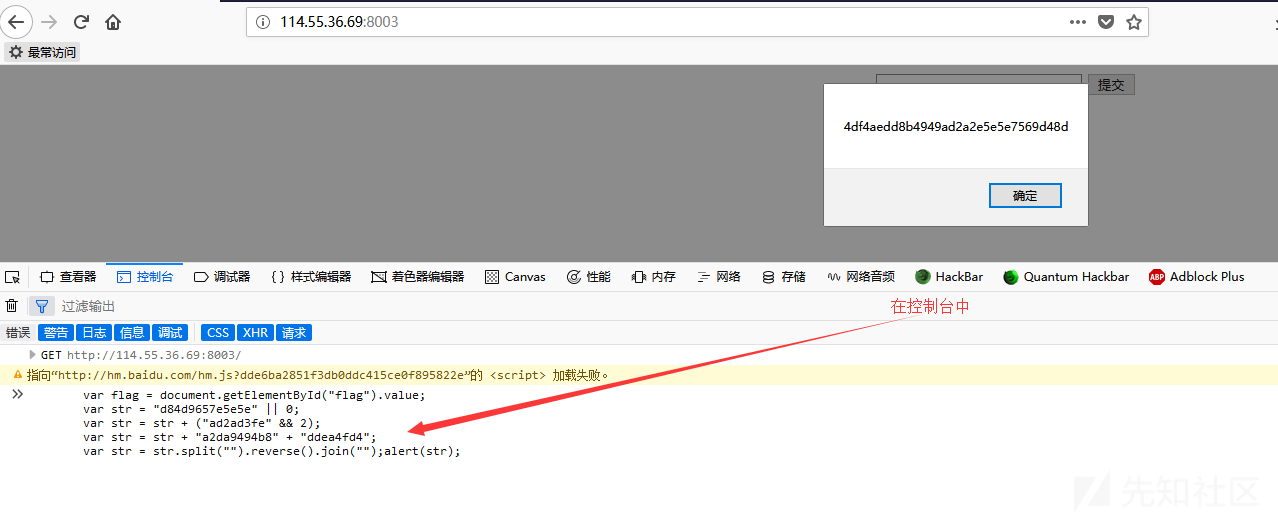 114.55.36.69:8003
最常访问
提交
4df4aedd8b4949ad2a2e5e5e7569d48d
确定
查看器 控制台 调试器 {} 样式编辑器 着色器编辑器 Canvas 性能 内存 网络 存储 网络音频 HackBar Quantum Hackbar ABP Adblock Plus
过滤输出
在控制台中
错误 警告 日志 信息 调试 CSS XHR 请求
GET http://114.55.36.69:8003/
指向“http://hm.baidu.com/hm.js?dde6ba2851f3db0ddc415ce0f895822e”的 <script> 加载失败。
var flag = document.getElementById("flag").value;
var str = "d84d9657e5e5e" || 0;
var str = str + ("ad2ad3fe" && 2);
var str = str + "a2da9494b8" + "ddea4fd4";
var str = str.split("").reverse().join("");alert(str);
先知社区